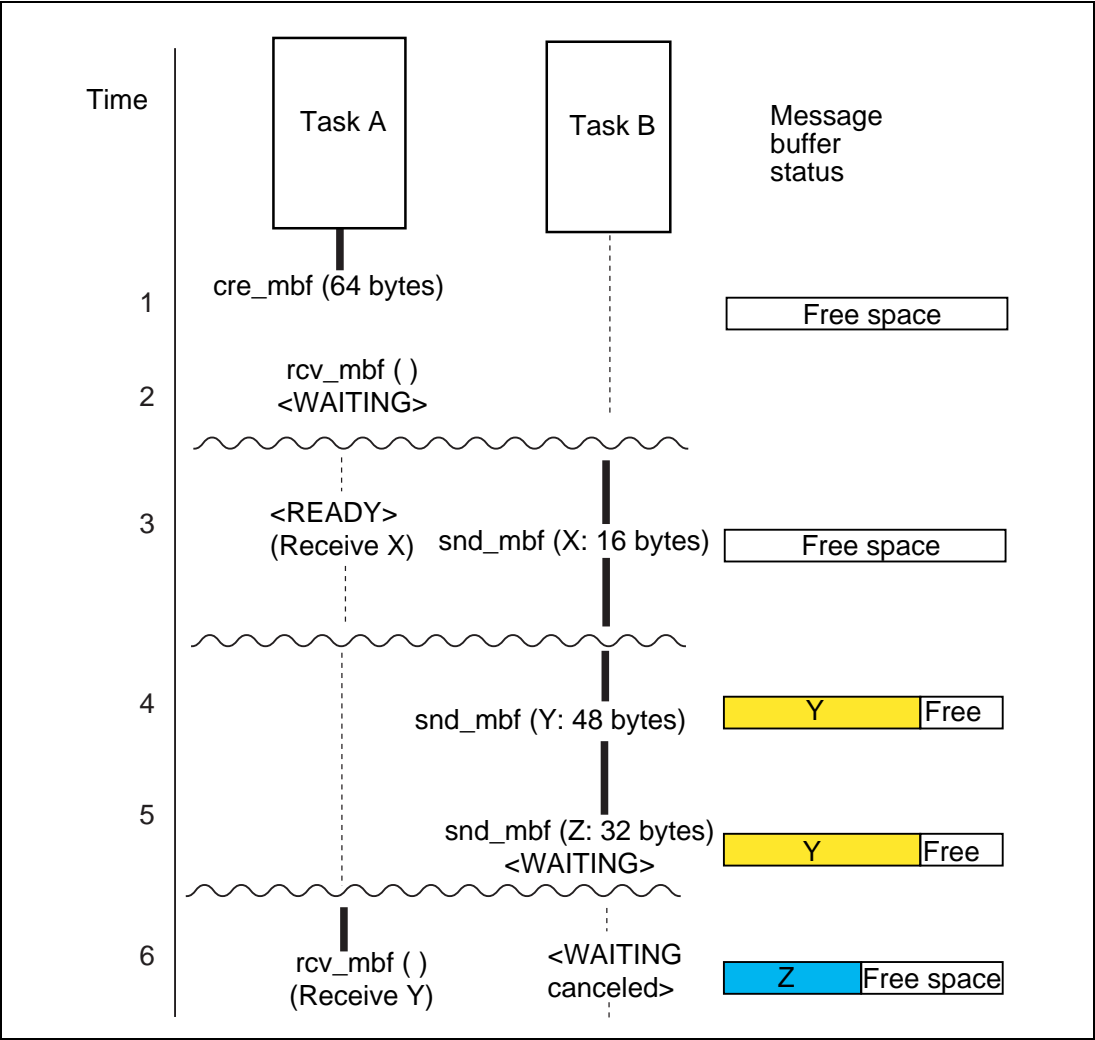 Time
Task A
Task B
Message
buffer
status
cre_mbf (64 bytes)
1
Free space
rcv_mbf ( )
2
<WAITING>
3
<READY>
(Receive X)
snd_mbf (X: 16 bytes)
Free space
4
snd_mbf (Y: 48 bytes)
Y
Free
5
snd_mbf (Z: 32 bytes)
<WAITING>
Y
Free
6
rcv_mbf ( )
(Receive Y)
<WAITING
canceled>
Z
Free space